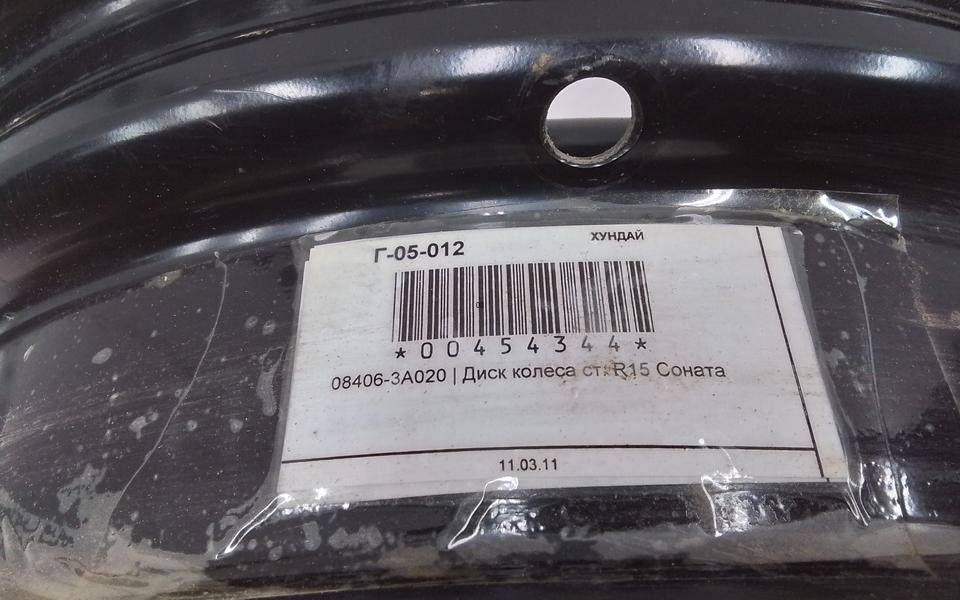 Г-05-012
ХУНДАЙ
*00454344*
08406-3A020 | Диск колеса ст. R15 Соната
11.03.11